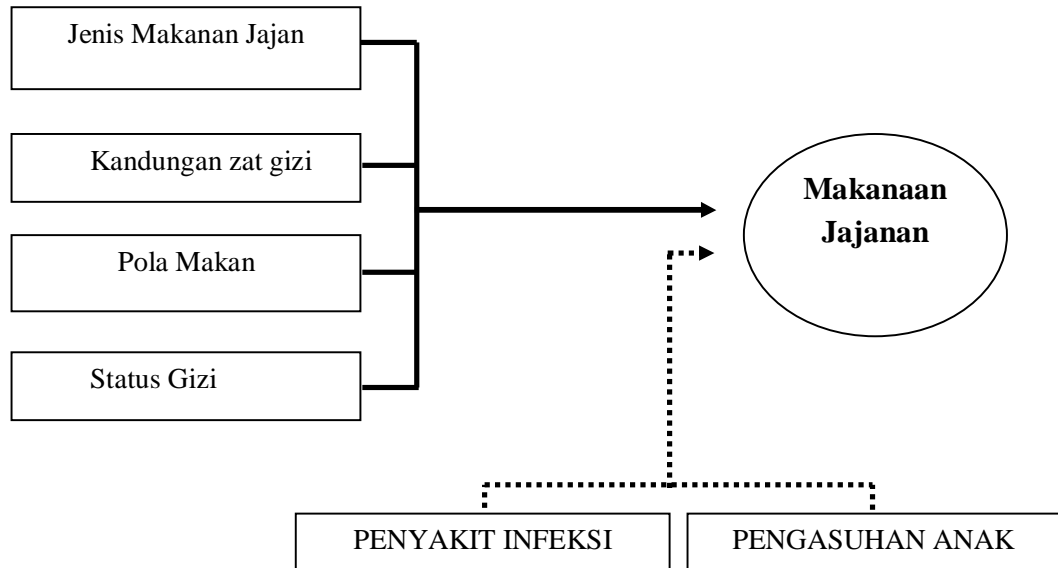 Jenis Makanan Jajan
Kandungan zat gizi
Pola Makan
Status Gizi
Makanaan
Jajanan
PENYAKIT INFEKSI
PENGASUHAN ANAK